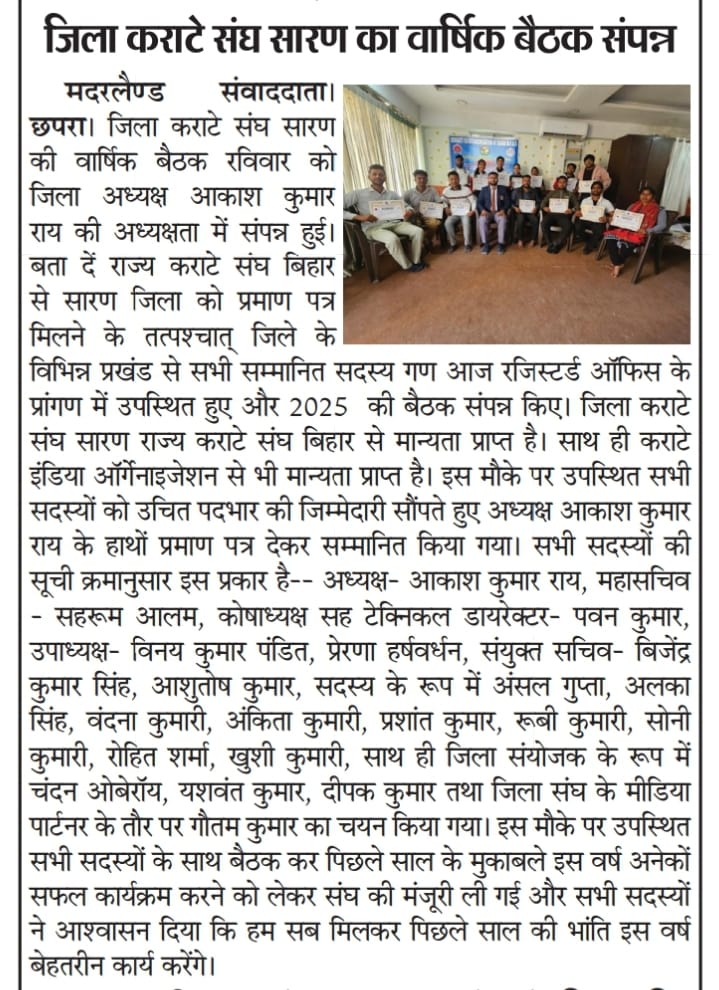 जिला कराटे संघ सारण का वार्षिक बैठक संपन्न
मदरलैण्ड संवाददाता।
छपरा। जिला कराटे संघ सारण
की वार्षिक बैठक रविवार को
जिला अध्यक्ष आकाश कुमार
राय की अध्यक्षता में संपन्न हुई।
बता दें राज्य कराटे संघ बिहार
से सारण जिला को प्रमाण पत्र
मिलने के तत्पश्चात् जिले के
विभिन्न प्रखंड से सभी सम्मानित सदस्य गण आज रजिस्टर्ड ऑफिस के
प्रांगण में उपस्थित हुए और 2025 की बैठक संपन्न किए। जिला कराटे
संघ सारण राज्य कराटे संघ बिहार से मान्यता प्राप्त है। साथ ही कराटे
इंडिया ऑर्गेनाइजेशन से भी मान्यता प्राप्त है। इस मौके पर उपस्थित सभी
सदस्यों को उचित पदभार की जिम्मेदारी सौंपते हुए अध्यक्ष आकाश कुमार
राय के हाथों प्रमाण पत्र देकर सम्मानित किया गया। सभी सदस्यों की
सूची क्रमानुसार इस प्रकार है-- अध्यक्ष- आकाश कुमार राय, महासचिव
- सहरूम आलम, कोषाध्यक्ष सह टेक्निकल डायरेक्टर- पवन कुमार,
उपाध्यक्ष- विनय कुमार पंडित, प्रेरणा हर्षवर्धन, संयुक्त सचिव- बिजेंद्र
कुमार सिंह, आशुतोष कुमार, सदस्य के रूप में अंसल गुप्ता, अलका
सिंह, वंदना कुमारी, अंकिता कुमारी, प्रशांत कुमार, रूबी कुमारी, सोनी
कुमारी, रोहित शर्मा, खुशी कुमारी, साथ ही जिला संयोजक के रूप में
चंदन ओबेरॉय, यशवंत कुमार, दीपक कुमार तथा जिला संघ के मीडिया
पार्टनर के तौर पर गौतम कुमार का चयन किया गया। इस मौके पर उपस्थित
सभी सदस्यों के साथ बैठक कर पिछले साल के मुकाबले इस वर्ष अनेकों
सफल कार्यक्रम करने को लेकर संघ की मंजूरी ली गई और सभी सदस्यों
ने आश्वासन दिया कि हम सब मिलकर पिछले साल की भांति इस वर्ष
बेहतरीन कार्य करेंगे।